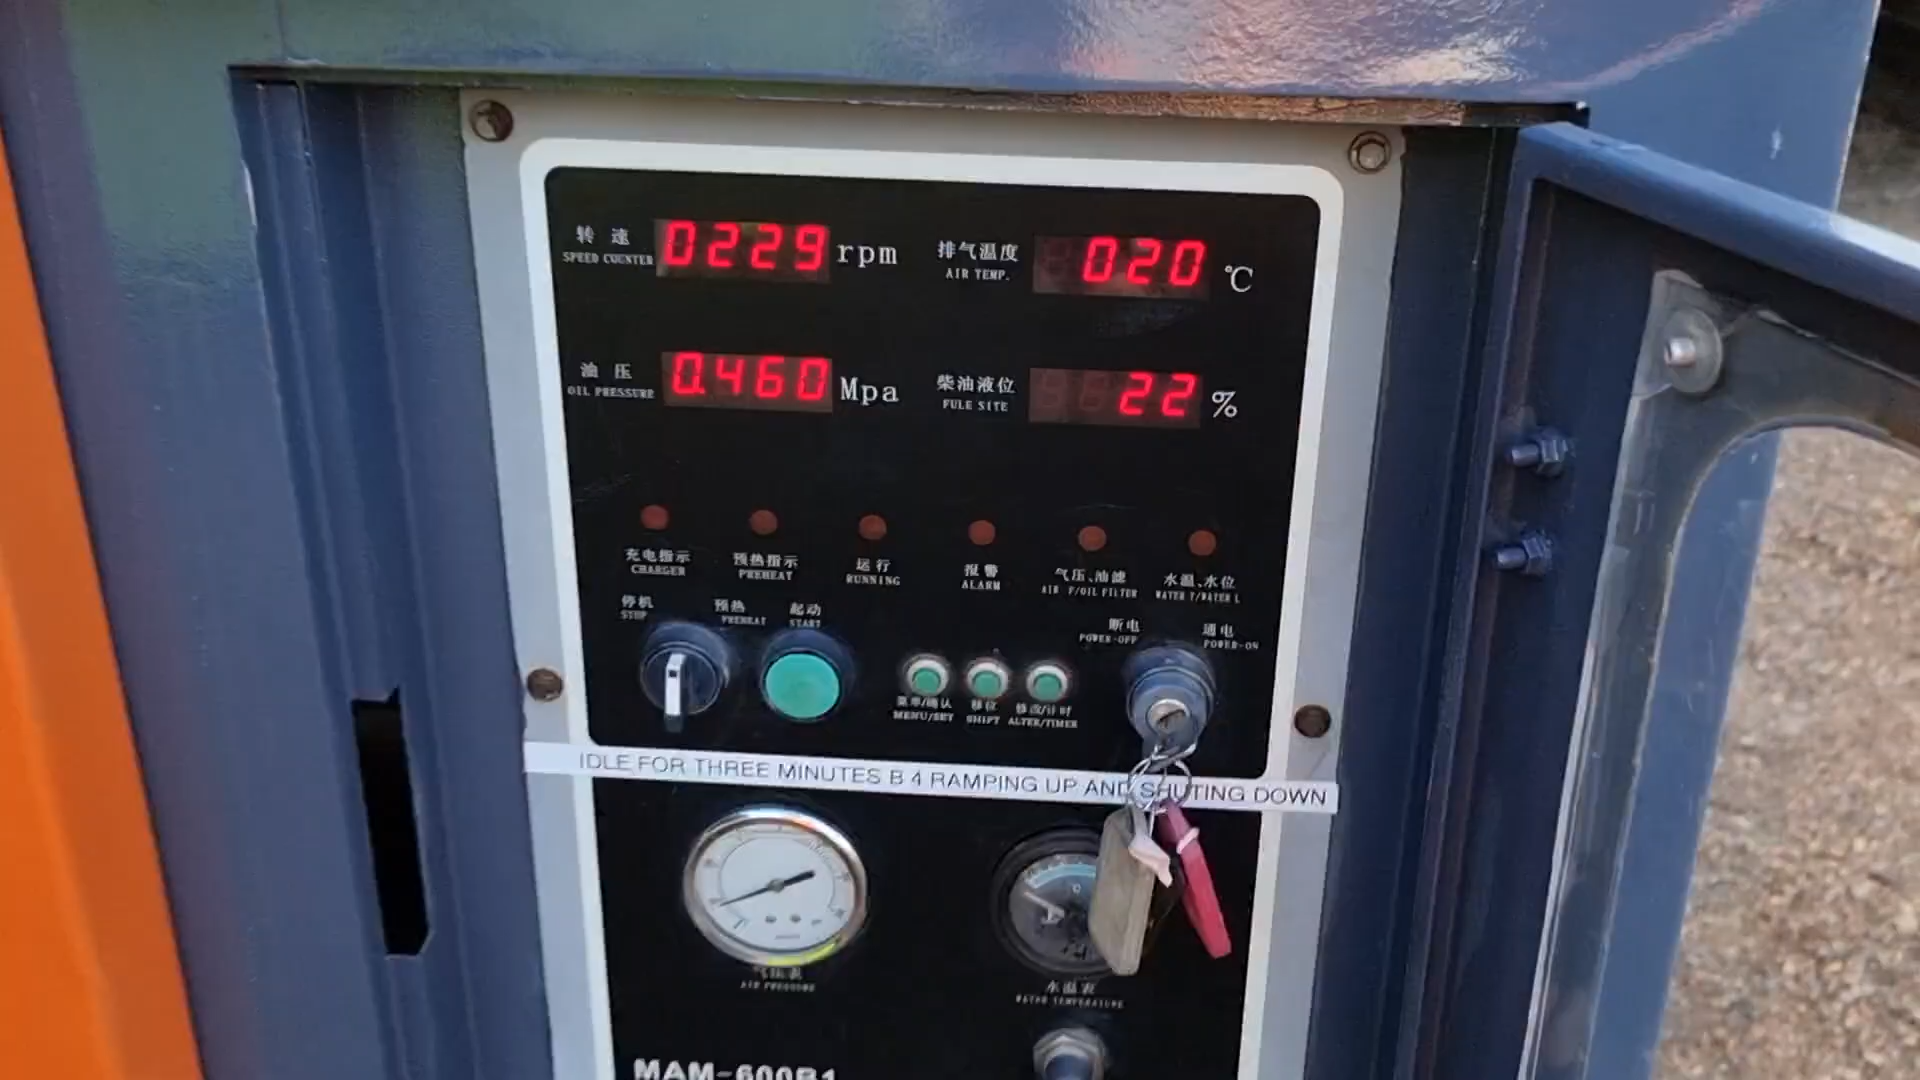 转速
SPEED COUNTER
0229 rpm
排气温度
AIR TEMP.
020 ℃
油压
OIL PRESSURE
0.460 Mpa
柴油液位
FULE SITE
22 %
充电指示
CHARGER
预热指示
PREHEAT
运行
RUNNING
报警
ALARM
气压、油滤
AIR P/OIL FILTER
水温、水位
WATER T/WATER L
停机
STOP
预热
PREHEAT
起动
START
菜单/确认
MENU/SET
移位
SHIFT
修改/计时
ALTER/TIMER
断电
POWER-OFF
通电
POWER-ON
IDLE FOR THREE MINUTES B 4 RAMPING UP AND SHUTING DOWN
气压表
AIR PRESSURE
水温表
WATER TEMPERATURE
MAM-600B1